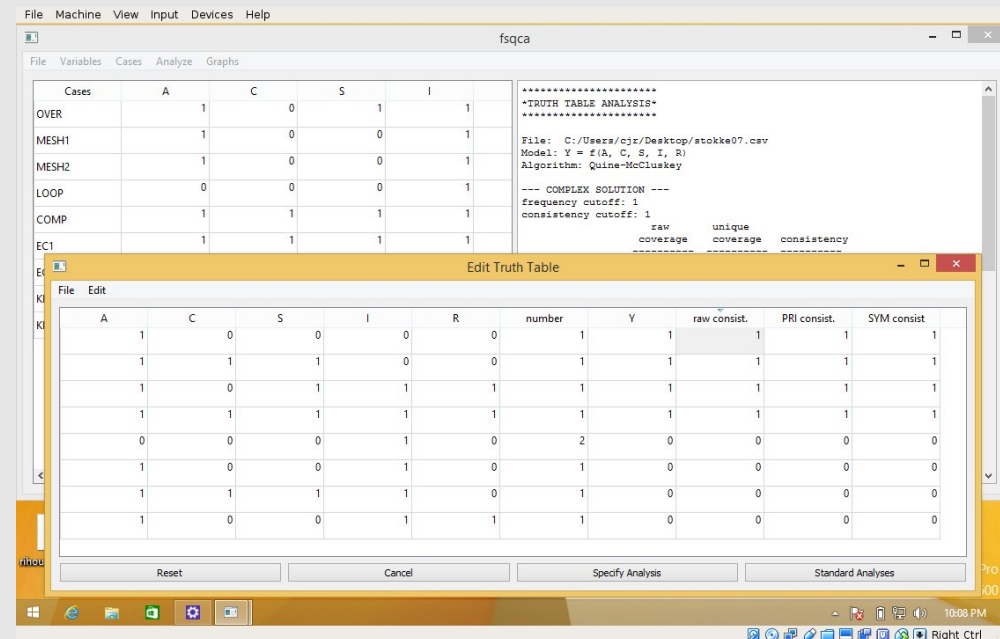 File Machine View Input Devices Help
fsqca
File Variables Cases Analyze Graphs
Cases A C S I
OVER 1 0 1 1
MESH1 1 0 0 1
MESH2 1 0 0 1
LOOP 0 0 0 1
COMP 1 1 1 1
EC1 1 1 1 1
*********************
*TRUTH TABLE ANALYSIS*
*********************
File: C:/Users/cjr/Desktop/stokke07.csv
Model: Y = f(A, C, S, I, R)
Algorithm: Quine-McCluskey
--- COMPLEX SOLUTION ---
frequency cutoff: 1
consistency cutoff: 1
raw unique
coverage coverage consistency
---------- ---------- ----------
Edit Truth Table
File Edit
A C S I R number Y raw consist. PRI consist. SYM consist
1 0 0 0 0 1 1 1 1 1
1 1 1 0 0 1 1 1 1 1
1 0 1 1 1 1 1 1 1 1
1 1 1 1 1 1 1 1 1 1
0 0 0 1 0 2 0 0 0 0
1 0 0 1 0 1 0 0 0 0
1 1 1 1 0 1 0 0 0 0
1 0 0 1 1 1 0 0 0 0
Reset Cancel Specify Analysis Standard Analyses
rihou
Pro
10:08 PM
Right Ctrl